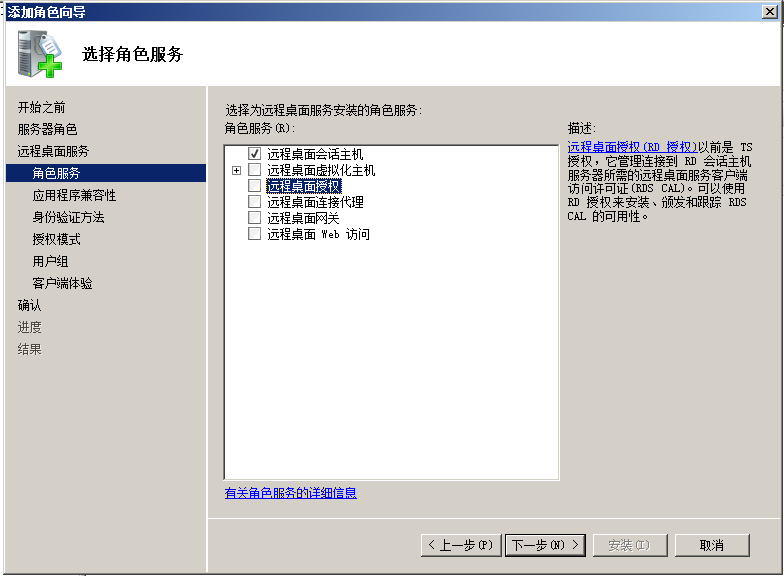 添加角色向导
选择角色服务
开始之前
服务器角色
远程桌面服务
角色服务
应用程序兼容性
身份验证方法
授权模式
用户组
客户端体验
确认
进度
结果
选择为远程桌面服务安装的角色服务:
角色服务(R):
远程桌面会话主机
远程桌面虚拟化主机
远程桌面授权
远程桌面连接代理
远程桌面网关
远程桌面 Web 访问
有关角色服务的详细信息
描述:
远程桌面授权(RD 授权)以前是 TS
授权，它管理连接到 RD 会话主机
服务器所需的远程桌面服务客户端
访问许可证(RDS CAL)。可以使用
RD 授权来安装、颁发和跟踪 RDS
CAL 的可用性。
< 上一步(P)
下一步(N) >
安装(I)
取消